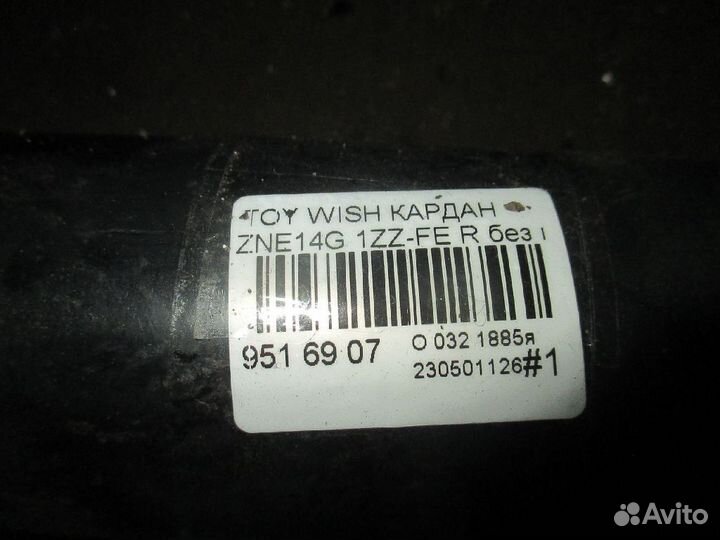 TOY WISH КАРДАН
ZNE14G 1ZZ-FE R без
951 69 07
О 032 1885я
230501126#1
Avito